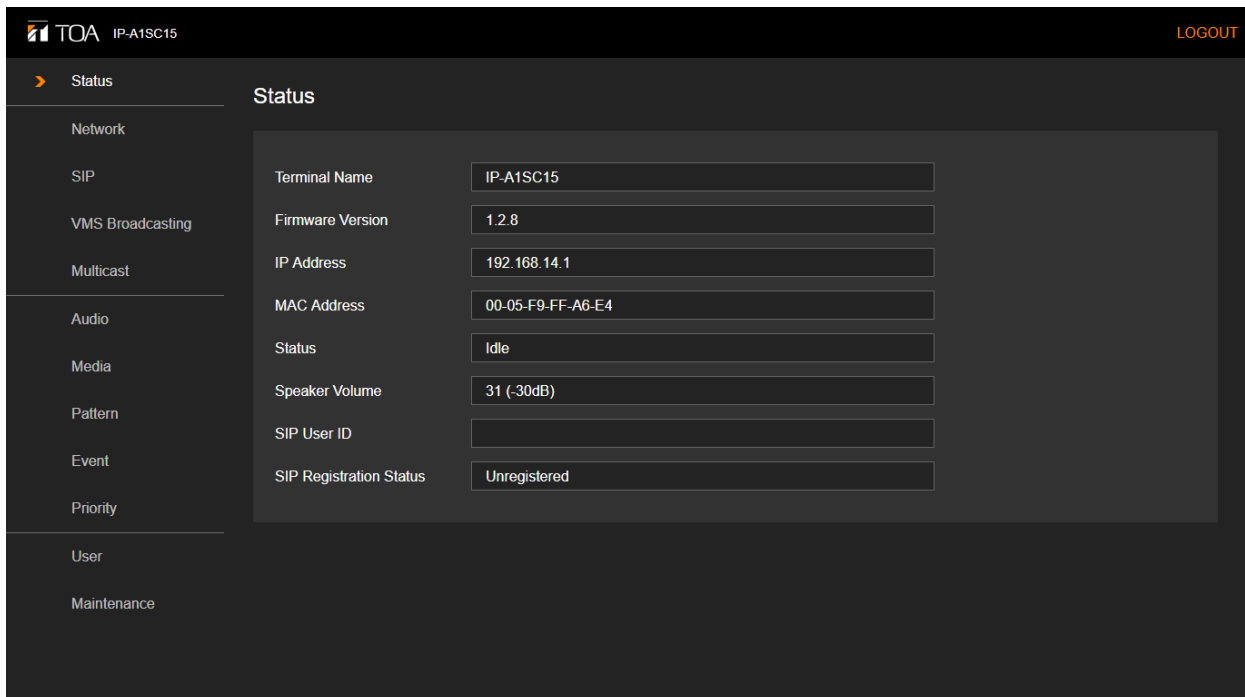 TOA IP-A1SC15
LOGOUT
Status
Network
SIP
VMS Broadcasting
Multicast
Audio
Media
Pattern
Event
Priority
User
Maintenance
Status
Terminal Name IP-A1SC15
Firmware Version 1.2.8
IP Address 192.168.14.1
MAC Address 00-05-F9-FF-A6-E4
Status Idle
Speaker Volume 31 (-30dB)
SIP User ID
SIP Registration Status Unregistered